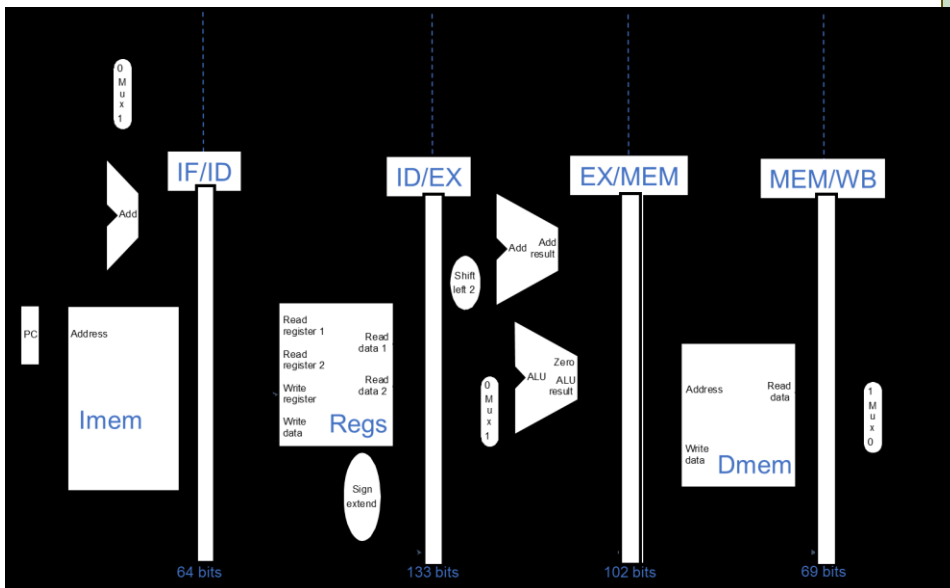 0
M
u
x
1
IF/ID
ID/EX
EX/MEM
MEM/WB
Add
Add Add
result
Shift
left 2
PC
Address
Imem
Read
register 1
Read
register 2
Write
register
Write
data
Read
data 1
Read
data 2
Regs
Sign
extend
0
M
u
x
1
Zero
ALU ALU
result
Address
Read
data
Write
data
Dmem
1
M
u
x
0
64 bits
133 bits
102 bits
69 bits